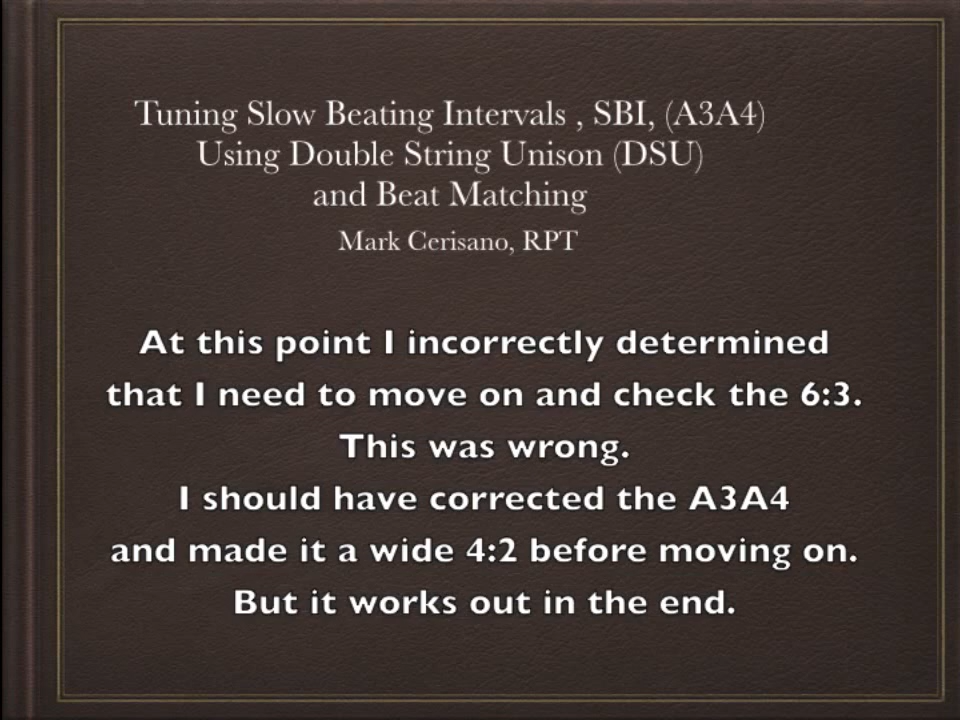 Tuning Slow Beating Intervals , SBI, (A3A4)
Using Double String Unison (DSU)
and Beat Matching
Mark Cerisano, RPT
At this point I incorrectly determined
that I need to move on and check the 6:3.
This was wrong.
I should have corrected the A3A4
and made it a wide 4:2 before moving on.
But it works out in the end.